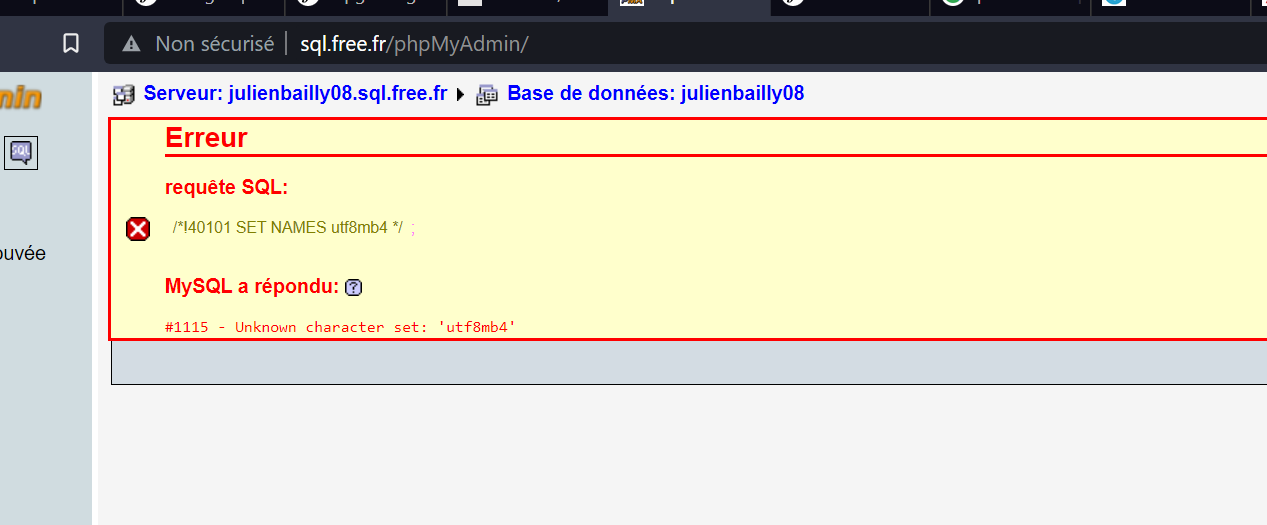 Non sécurisé | sql.free.fr/phpMyAdmin/
Serveur: julienbailly08.sql.free.fr Base de données: julienbailly08
Erreur
SQL
requête SQL:
/*!40101 SET NAMES utf8mb4 */ ;
ouvée
MySQL a répondu: ?
#1115 - Unknown character set: 'utf8mb4'